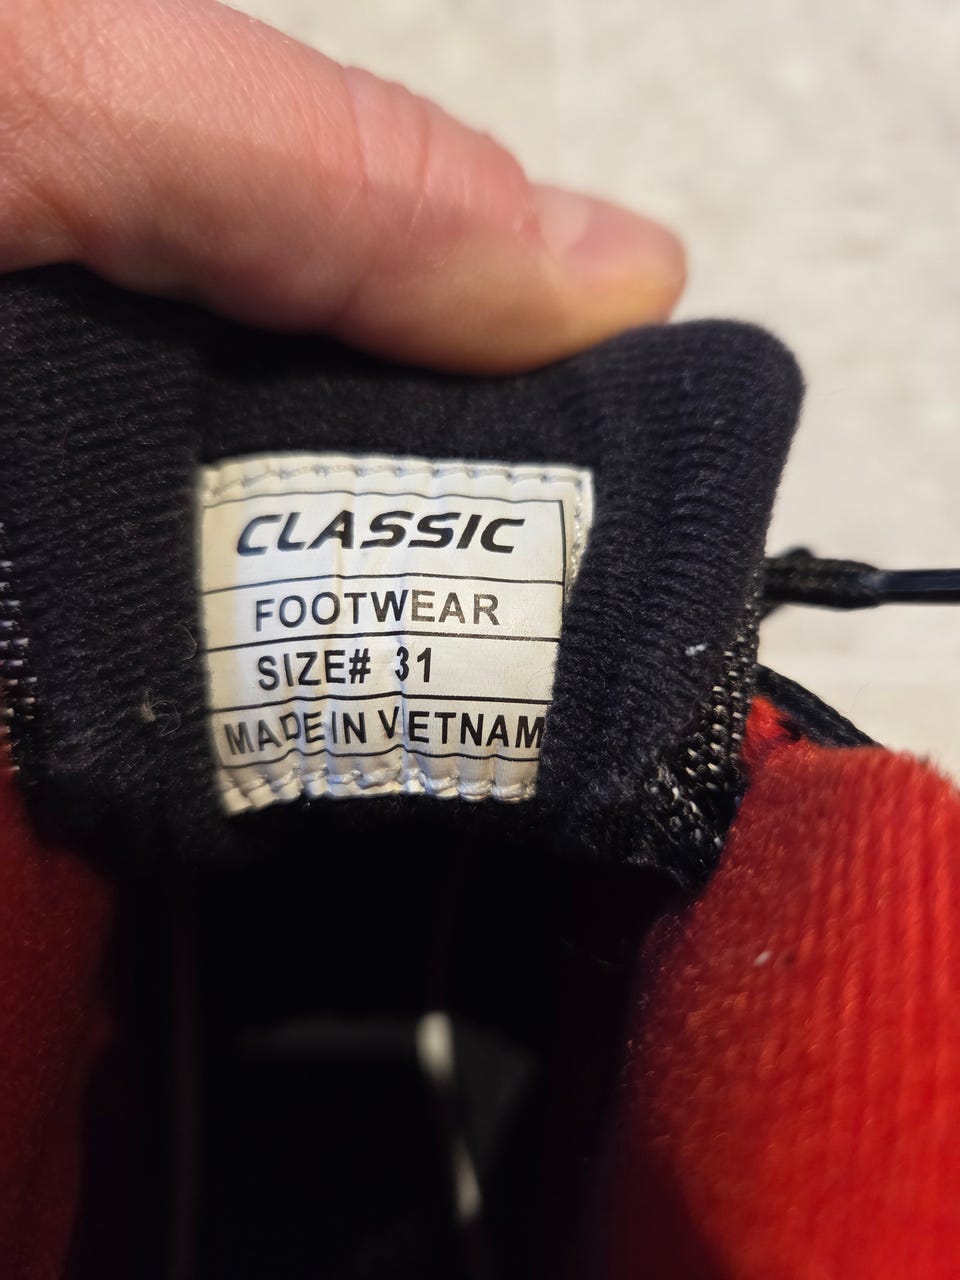 CLASSIC
FOOTWEAR
SIZE# 31
MADE IN VETNAM